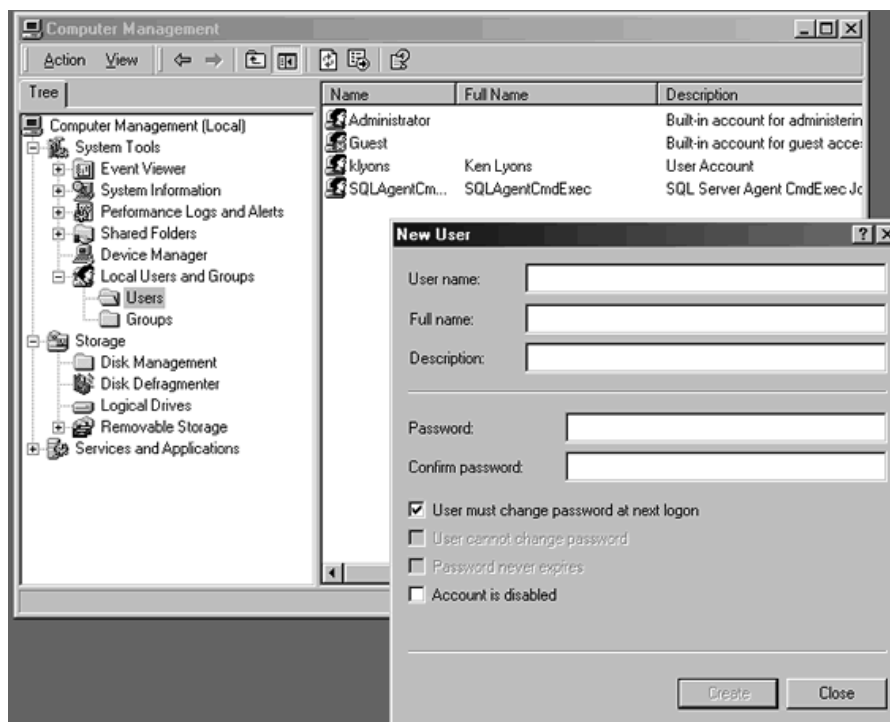 Computer Management
Action View
Tree
Name Full Name Description
Computer Management (Local)
System Tools
Event Viewer
System Information
Performance Logs and Alerts
Shared Folders
Device Manager
Local Users and Groups
Users
Groups
Storage
Disk Management
Disk Defragmenter
Logical Drives
Removable Storage
Services and Applications
Administrator Built-in account for administerin
Guest Built-in account for guest acce
klyons Ken Lyons User Account
SQLAgentCm... SQLAgentCmdExec SQL Server Agent CmdExec Jo
New User
User name:
Full name:
Description:
Password:
Confirm password:
User must change password at next logon
User cannot change password
Password never expires
Account is disabled
Create Close